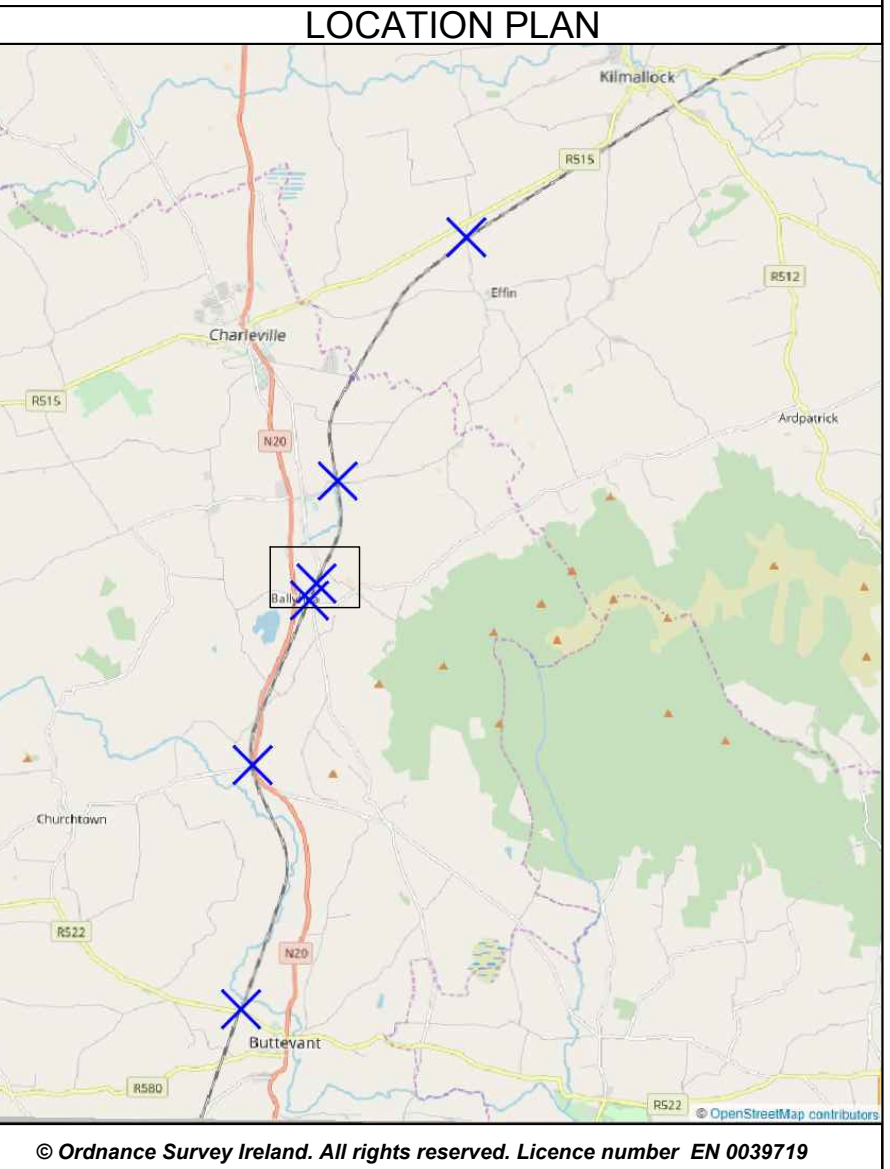 LOCATION PLAN
Kilmallock
R515
R512
Effin
Charleville
R515
Ardpatrick
N20
Churchtown
R522
N20
Buttevant
R580
R522
© OpenStreetMap contributors
© Ordnance Survey Ireland. All rights reserved. Licence number EN 0039719